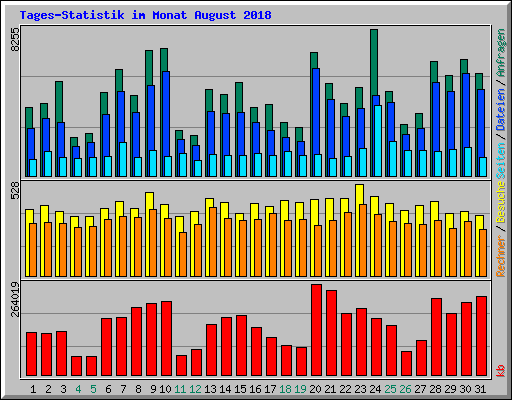 Tages-Statistik im Monat August 2018
8255
528
264019
Rechner / Besuche
Seiten / Dateien / Anfragen
kb
1 2 3 4 5 6 7 8 9 10 11 12 13 14 15 16 17 18 19 20 21 22 23 24 25 26 27 28 29 30 31